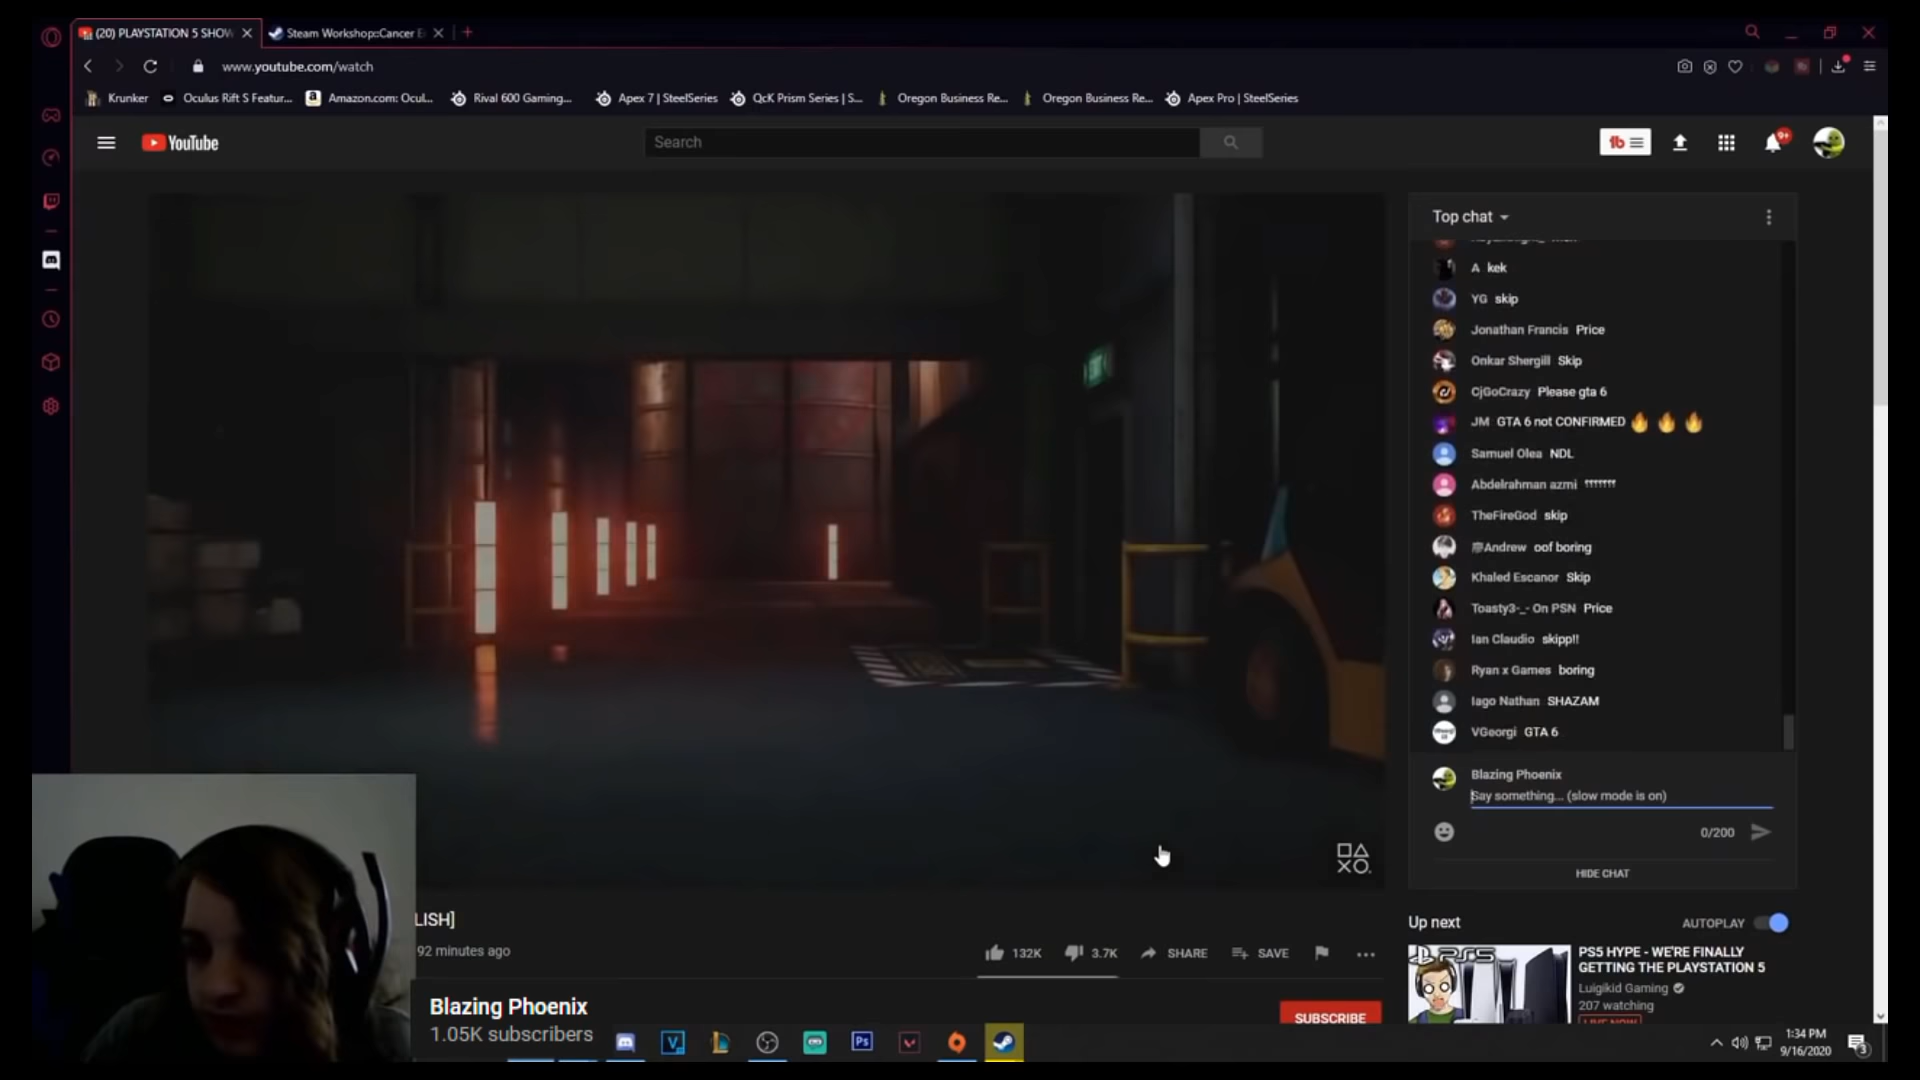 (20) PLAYSTATION 5 SHOW
Steam Workshop::Cancer E
www.youtube.com/watch
Krunker
Oculus Rift S Featur...
Amazon.com: Ocul...
Rival 600 Gaming...
Apex 7 | SteelSeries
QcK Prism Series | S...
Oregon Business Re...
Oregon Business Re...
Apex Pro | SteelSeries
YouTube
Search
9+
Top chat
A kek
YG skip
Jonathan Francis Price
Onkar Shergill Skip
CjGoCrazy Please gta 6
JM GTA 6 not CONFIRMED 🔥 🔥 🔥
Samuel Olea NDL
Abdelrahman azmi
TheFireGod skip
Andrew oof boring
Khaled Escanor Skip
Toasty3-_- On PSN Price
Ian Claudio skipp!!
Ryan x Games boring
Iago Nathan SHAZAM
VGeorgi GTA 6
Blazing Phoenix
Say something... (slow mode is on)
0/200
HIDE CHAT
LISH]
92 minutes ago
132K
3.7K
SHARE
SAVE
Up next
AUTOPLAY
PS5
PS5 HYPE - WE'RE FINALLY
GETTING THE PLAYSTATION 5
Luigikid Gaming
207 watching
LIVE NOW
Blazing Phoenix
1.05K subscribers
SUBSCRIBE
Ps
1:34 PM
9/16/2020
3